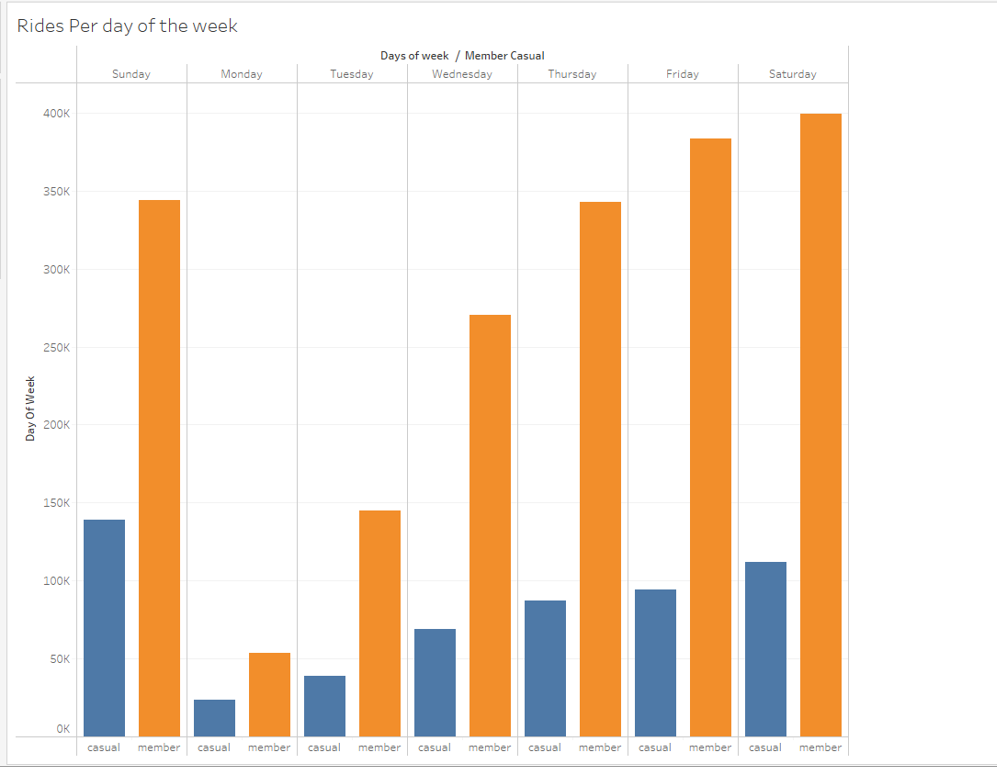 Rides Per day of the week
Days of week / Member Casual
Sunday Monday Tuesday Wednesday Thursday Friday Saturday
400K
350K
300K
250K
200K
150K
100K
50K
0K
Day Of Week
casual member casual member casual member casual member casual member casual member casual member